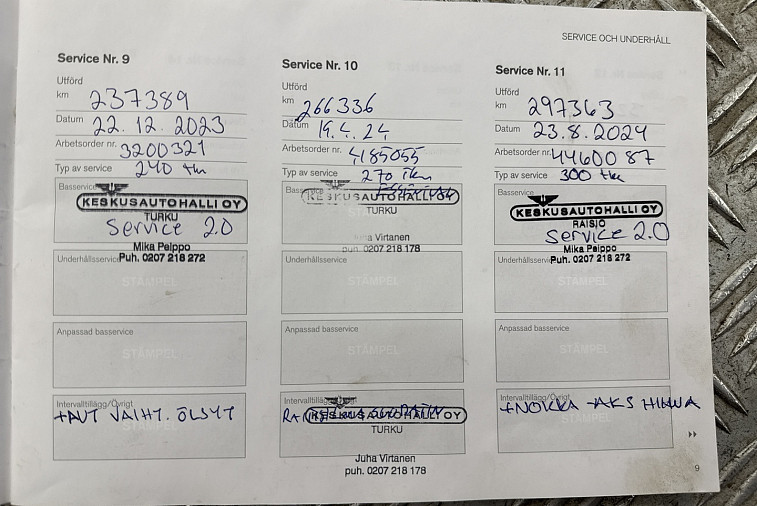 SERVICE OCH UNDERHÅLL
Service Nr. 9
Utförd
km 237389
Datum 22.12.2023
Arbetsorder nr. 3200321
Typ av service 240 tkm
Basservice
KESKUSAUTOHALLI OY
TURKU
Service 2.0
Mika Pelppo
Puh. 0207 218 272
Underhållsservice
STÄMPEL
Anpassad basservice
STÄMPEL
Intervalltillägg/Övrigt
+AUT VAIHT. ÖLJYT
Service Nr. 10
Utförd
km 266336
Datum 19.4.24
Arbetsorder nr. 4185055
Typ av service 270 Tkm
Basservice
KESKUSAUTOHALLI OY
TURKU
Juha Virtanen
puh. 0207 218 178
Underhållsservice
STÄMPEL
Anpassad basservice
STÄMPEL
Intervalltillägg/Övrigt
KESKUSAUTOHALLI OY
TURKU
Juha Virtanen
puh. 0207 218 178
Service Nr. 11
Utförd
km 297363
Datum 23.8.2024
Arbetsorder nr. 4460087
Typ av service 300 tkm
Basservice
KESKUSAUTOHALLI OY
RAISIO
Service 2.0
Mika Pelppo
Puh. 0207 218 272
Underhållsservice
STÄMPEL
Anpassad basservice
STÄMPEL
Intervalltillägg/Övrigt
+NOKKA -AKS HIHNA
9